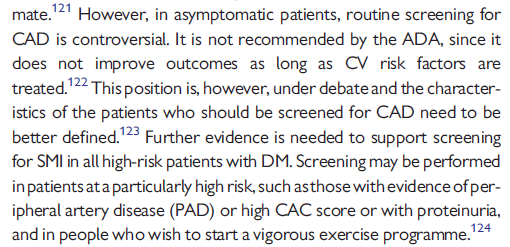 mate.121 However, in asymptomatic patients, routine screening for
CAD is controversial. It is not recommended by the ADA, since it
does not improve outcomes as long as CV risk factors are
treated.122 This position is, however, under debate and the character-
istics of the patients who should be screened for CAD need to be
better defined.123 Further evidence is needed to support screening
for SMI in all high-risk patients with DM. Screening may be performed
in patients at a particularly high risk, such as those with evidence of per-
ipheral artery disease (PAD) or high CAC score or with proteinuria,
and in people who wish to start a vigorous exercise programme.124